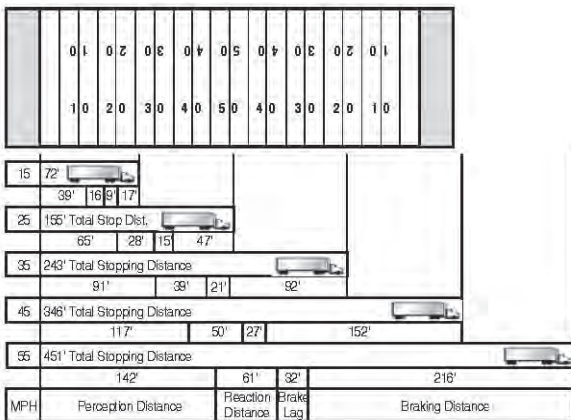 0 1 0 2 0 3 0 4 0 5 0 4 0 3 0 2 0 1
1 0 2 0 3 0 4 0 5 0 4 0 3 0 2 0 1 0
15 72'
39' 16 9' 17'
25 155' Total Stop Dist.
65' 28' 15' 47'
35 243' Total Stopping Distance
91' 39' 21' 92'
45 346' Total Stopping Distance
117' 50' 27' 152'
55 451' Total Stopping Distance
142' 61' 32' 216'
MPH Perception Distance Reaction Distance Brake Lag Braking Distance